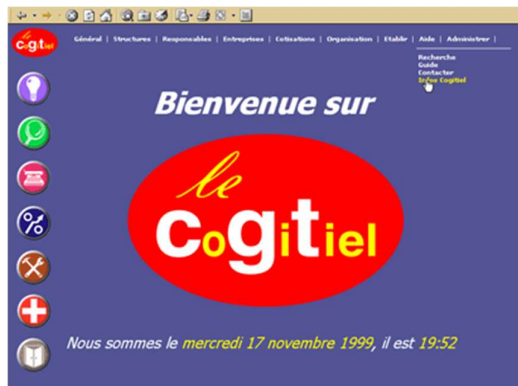 Cogitiel
Général | Structures | Responsables | Entreprises | Cotisations | Organisation | Etablir | Aide | Administrer |
Recherche
Guide
Contacter
Infos Cogitiel
Bienvenue sur
le
Cogitiel
%
Nous sommes le mercredi 17 novembre 1999, il est 19:52